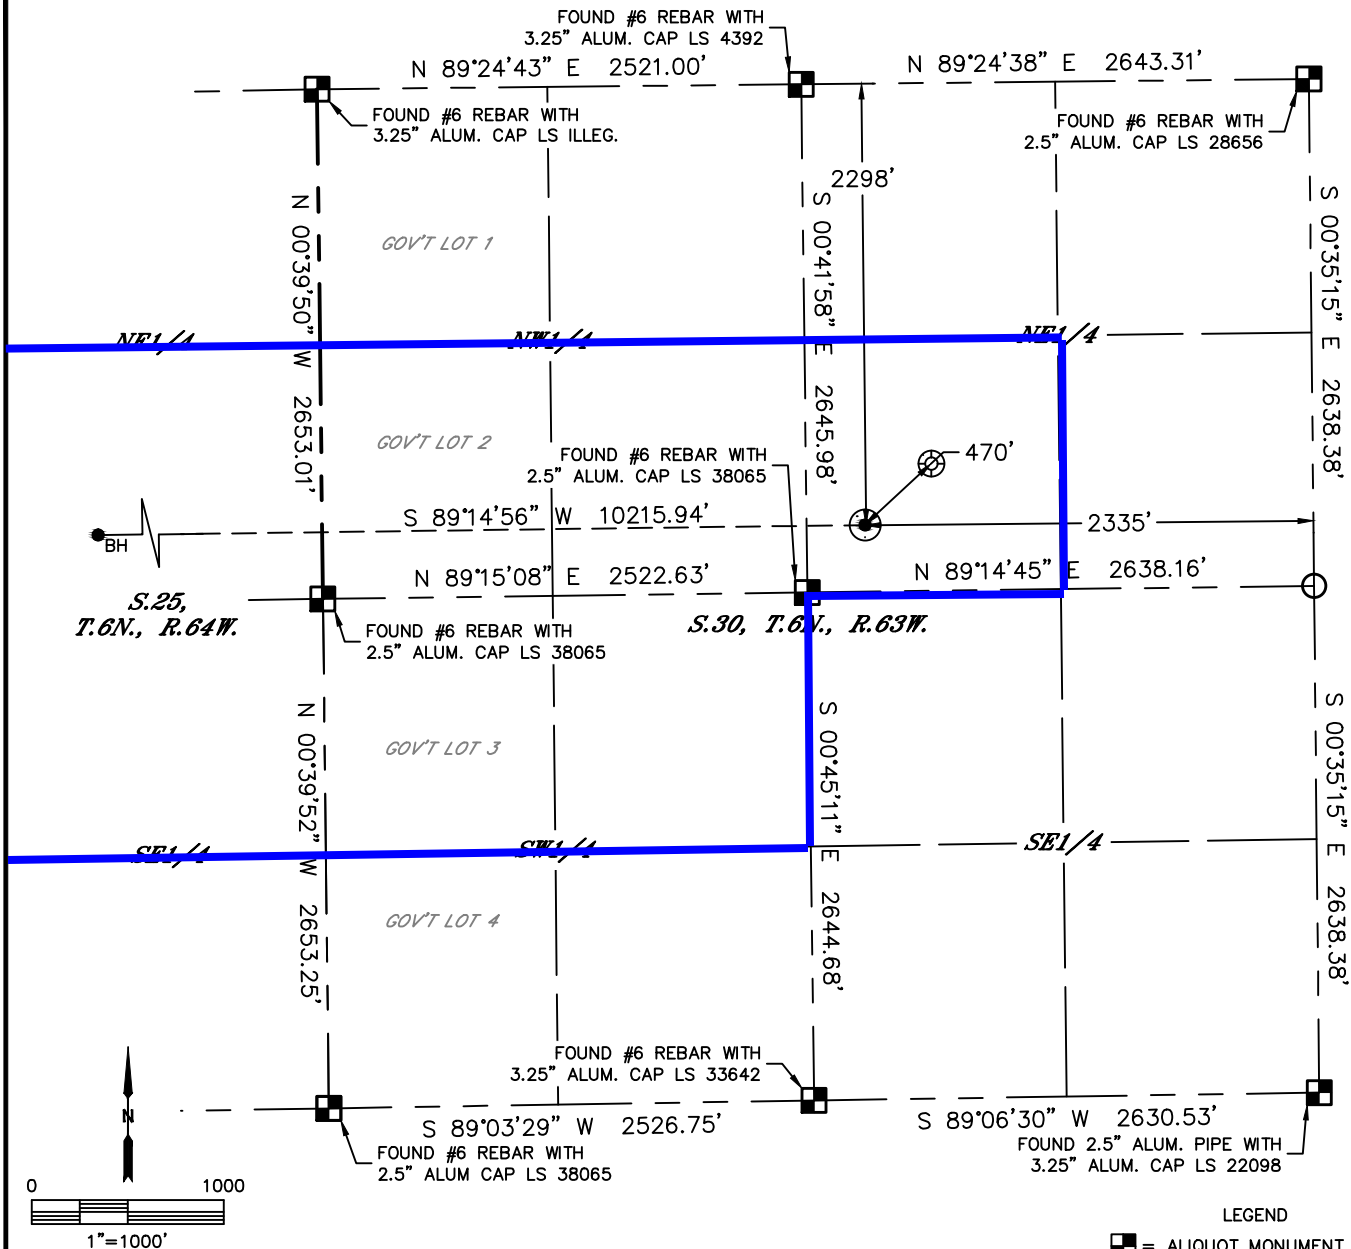 FOUND #6 REBAR WITH
3.25" ALUM. CAP LS 4392
N 89°24'43" E 2521.00'
N 89°24'38" E 2643.31'
FOUND #6 REBAR WITH
3.25" ALUM. CAP LS ILLEG.
FOUND #6 REBAR WITH
2.5" ALUM. CAP LS 28656
2298'
N 00°39'50" W 2653.01'
S 00°41'58" E 2645.98'
S 00°35'15" E 2638.38'
GOV'T LOT 1
NE1/4
NW1/4
NE1/4
GOV'T LOT 2
FOUND #6 REBAR WITH
2.5" ALUM. CAP LS 38065
470'
S 89°14'56" W 10215.94'
2335'
BH
N 89°15'08" E 2522.63'
N 89°14'45" E 2638.16'
S.25,
T.6N., R.64W.
S.30, T.6N., R.63W.
FOUND #6 REBAR WITH
2.5" ALUM. CAP LS 38065
N 00°39'52" W 2653.25'
S 00°45'11" E 2644.68'
S 00°35'15" E 2638.38'
GOV'T LOT 3
SE1/4
SW1/4
SE1/4
GOV'T LOT 4
FOUND #6 REBAR WITH
3.25" ALUM. CAP LS 33642
N
S 89°03'29" W 2526.75'
S 89°06'30" W 2630.53'
FOUND #6 REBAR WITH
2.5" ALUM CAP LS 38065
FOUND 2.5" ALUM. PIPE WITH
3.25" ALUM. CAP LS 22098
0 1000
1"=1000'
LEGEND
= ALIQUOT MONUMENT